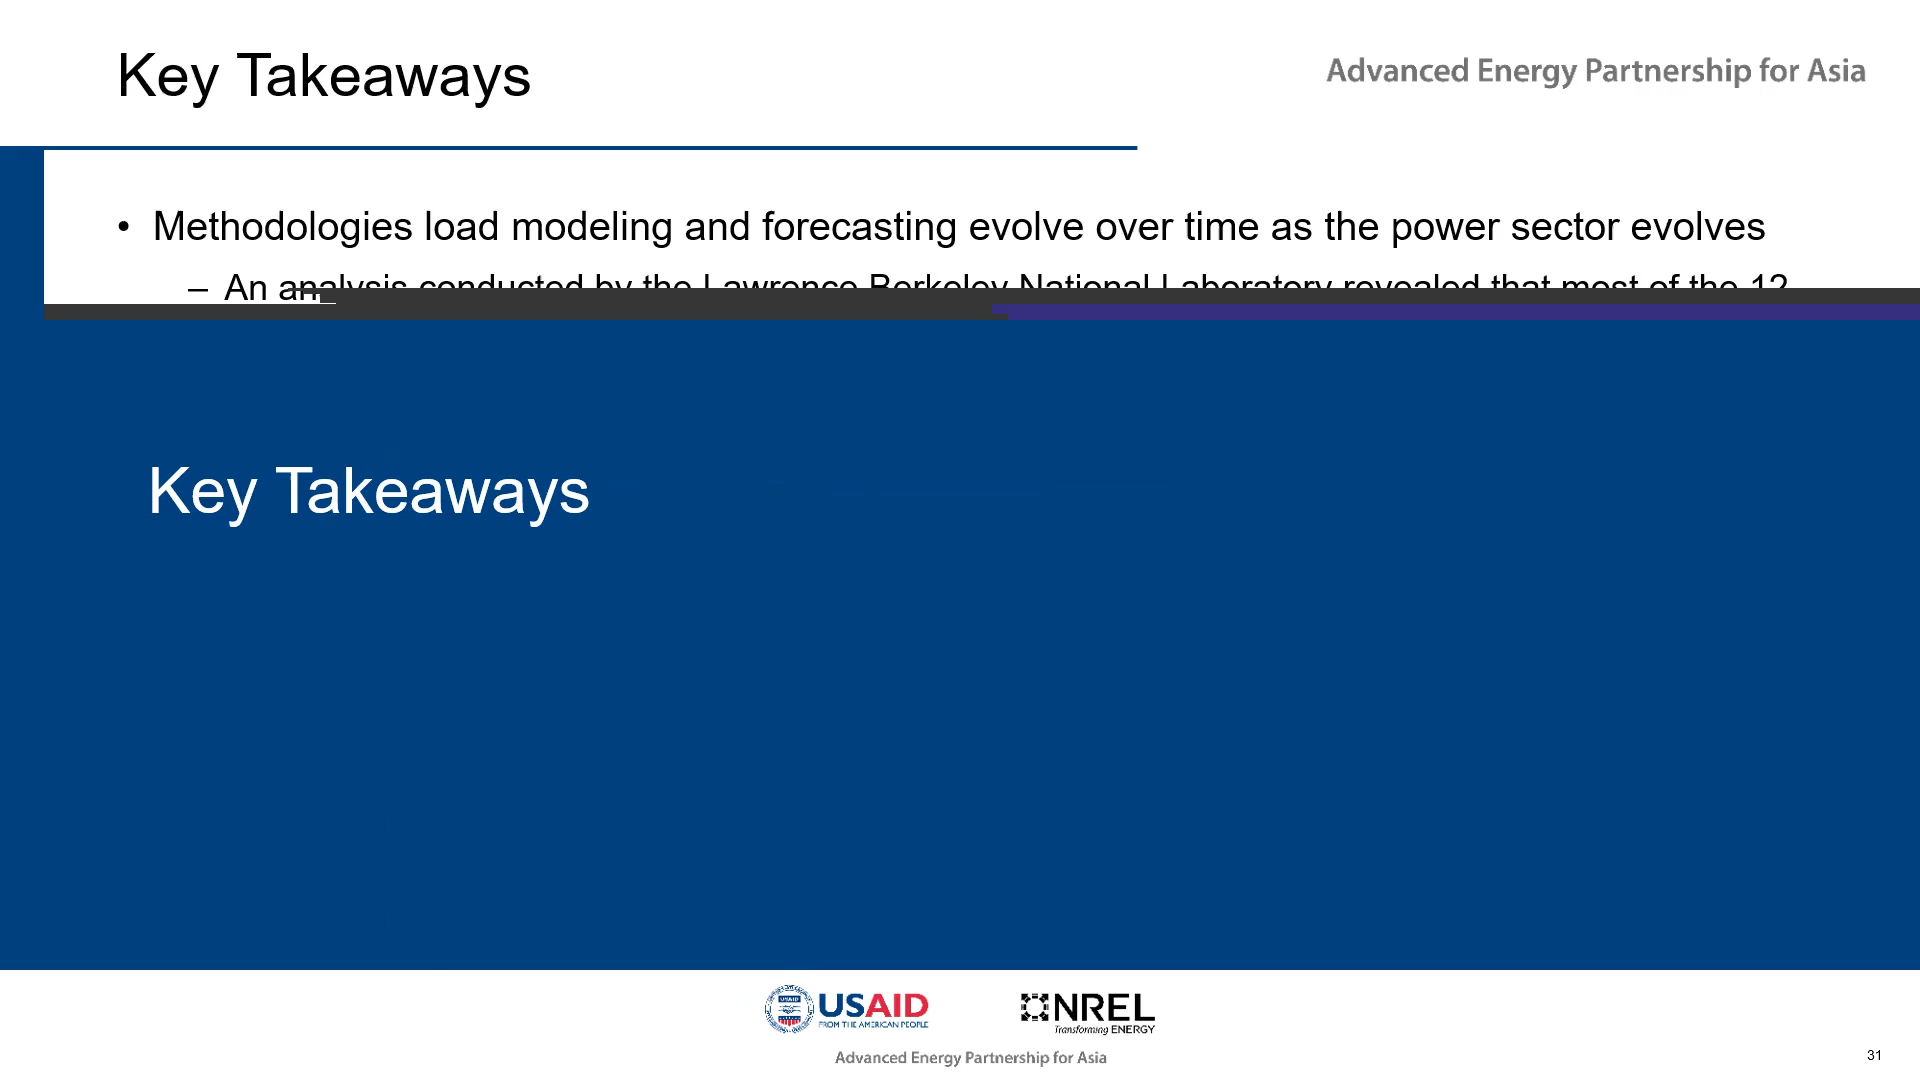 Key Takeaways
Advanced Energy Partnership for Asia
• Methodologies load modeling and forecasting evolve over time as the power sector evolves
– An analysis conducted by the Lawrence Berkeley National Laboratory revealed that most of the 12
Key Takeaways
USAID
USAID
FROM THE AMERICAN PEOPLE
NREL
Transforming ENERGY
Advanced Energy Partnership for Asia
31